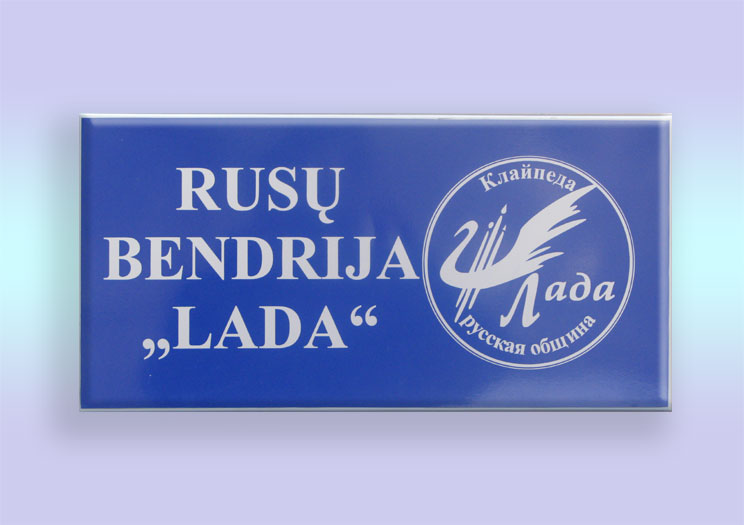 RUSŲ
BENDRIJA
„LADA“
Клайпеда
Лада
русская община